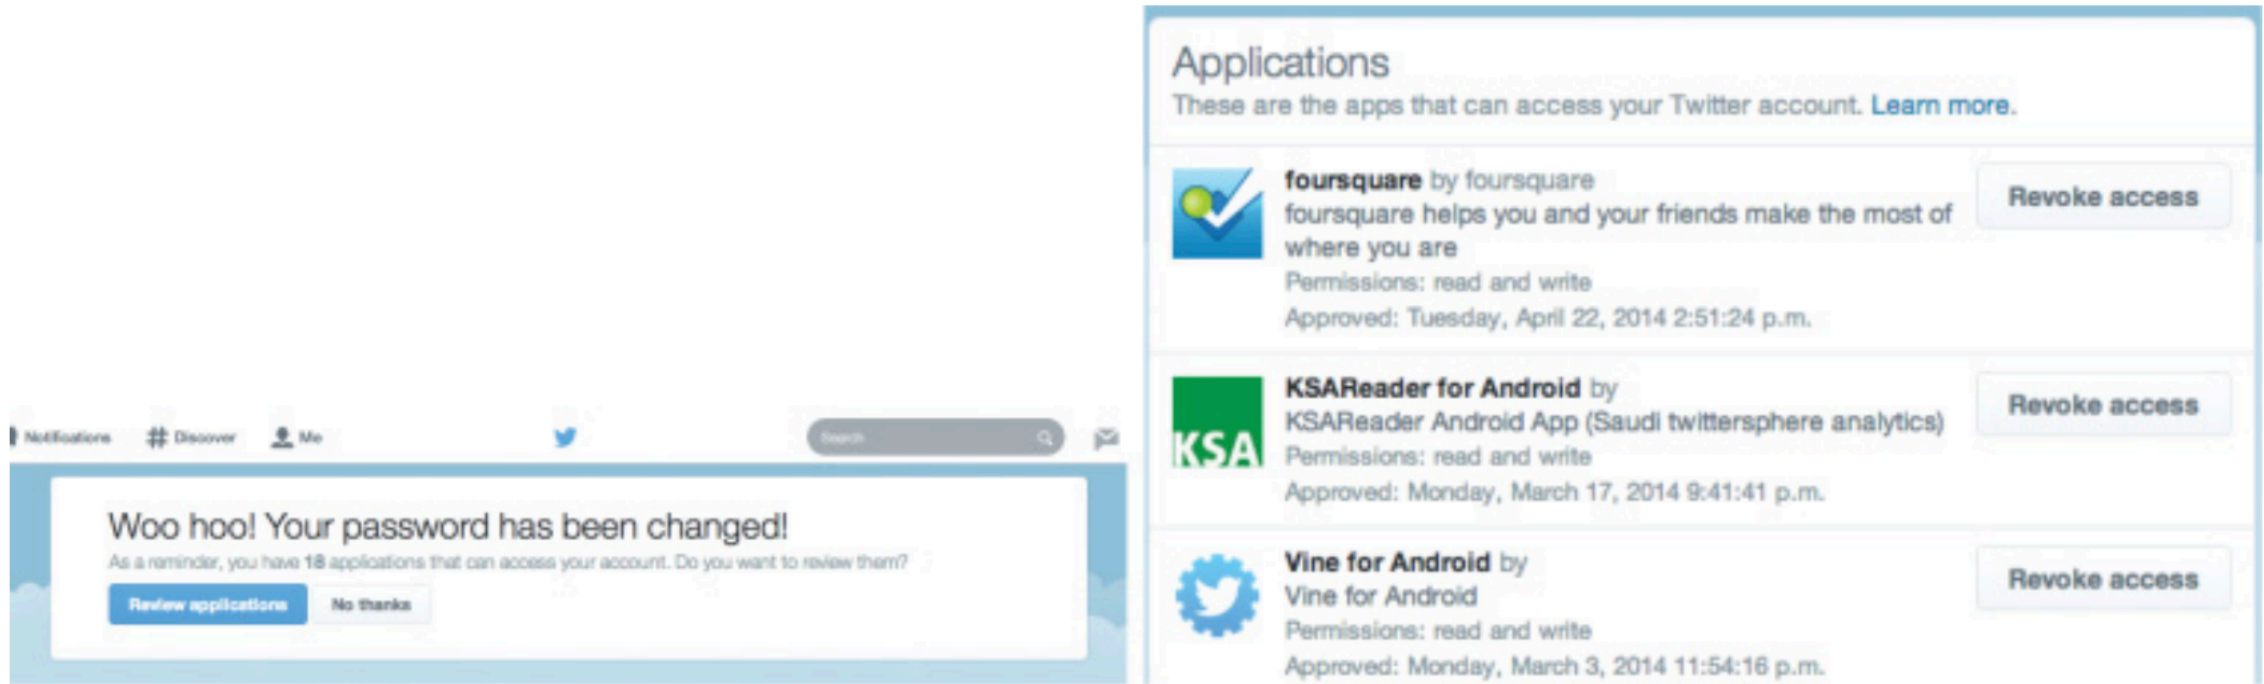 Notifications
# Discover
Me
Search
Woo hoo! Your password has been changed!
As a reminder, you have 18 applications that can access your account. Do you want to review them?
Review applications
No thanks
Applications
These are the apps that can access your Twitter account. Learn more.
foursquare by foursquare
Revoke access
foursquare helps you and your friends make the most of
where you are
Permissions: read and write
Approved: Tuesday, April 22, 2014 2:51:24 p.m.
KSA
KSAReader for Android by
Revoke access
KSAReader Android App (Saudi twittersphere analytics)
Permissions: read and write
Approved: Monday, March 17, 2014 9:41:41 p.m.
Vine for Android by
Revoke access
Vine for Android
Permissions: read and write
Approved: Monday, March 3, 2014 11:54:16 p.m.